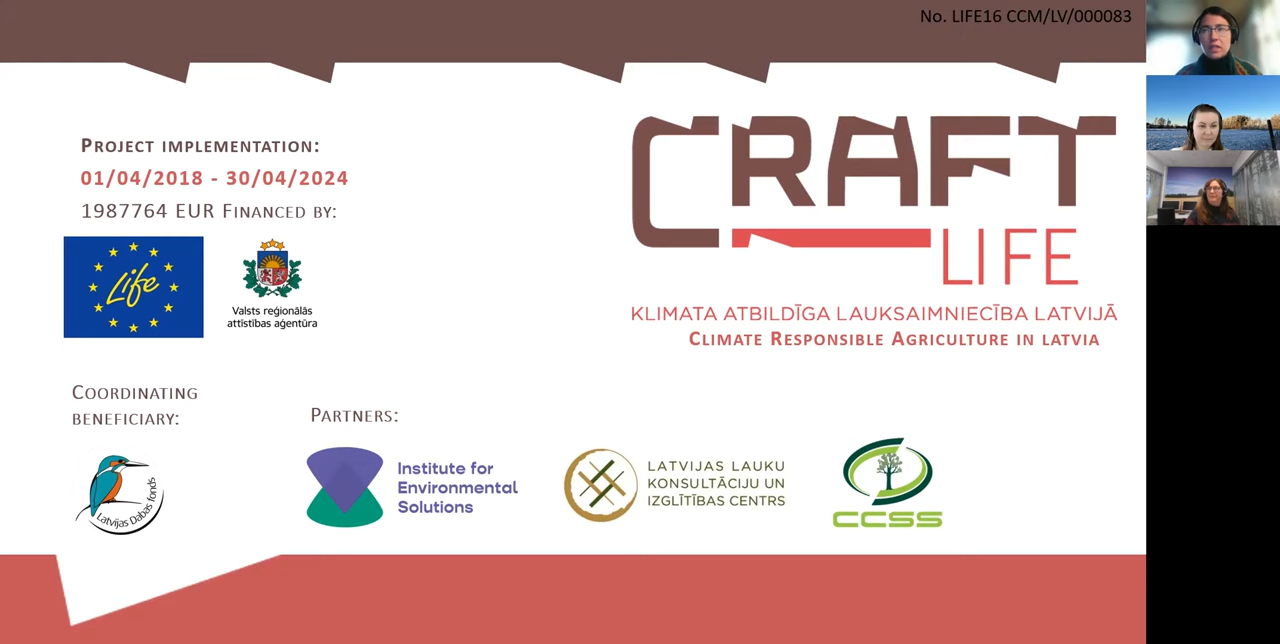 No. LIFE16 CCM/LV/000083
PROJECT IMPLEMENTATION:
01/04/2018 - 30/04/2024
1987764 EUR FINANCED BY:
Life
Valsts reģionālās
attīstības aģentūra
CRAFT
LIFE
KLIMATA ATBILDĪGA LAUKSAIMNIECĪBA LATVIJĀ
CLIMATE RESPONSIBLE AGRICULTURE IN LATVIA
COORDINATING
BENEFICIARY:
Latvijas Dabas fonds
PARTNERS:
Institute for
Environmental
Solutions
LATVIJAS LAUKU
KONSULTĀCIJU UN
IZGLĪTĪBAS CENTRS
CCSS